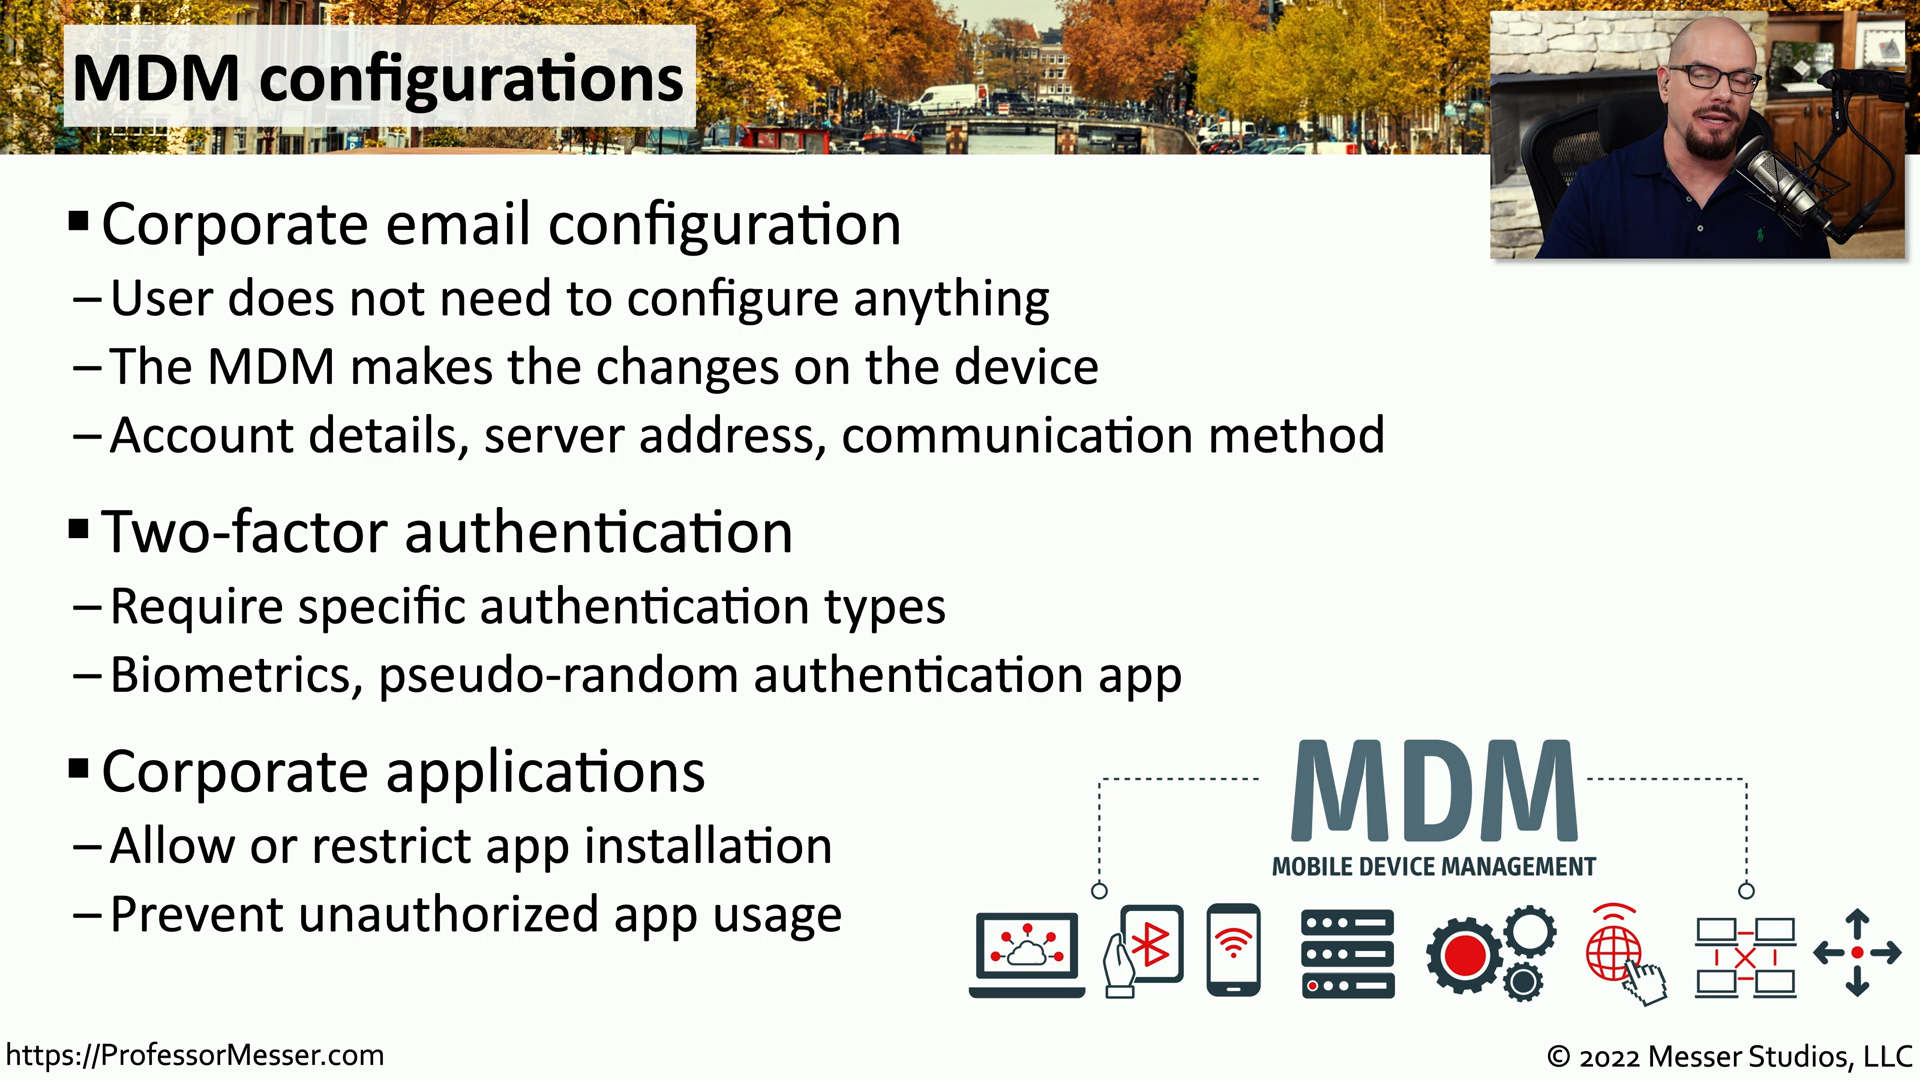 MDM configurations
▪ Corporate email configuration
– User does not need to configure anything
– The MDM makes the changes on the device
– Account details, server address, communication method
▪ Two-factor authentication
– Require specific authentication types
– Biometrics, pseudo-random authentication app
▪ Corporate applications
– Allow or restrict app installation
– Prevent unauthorized app usage
MDM
MOBILE DEVICE MANAGEMENT
https://ProfessorMesser.com
© 2022 Messer Studios, LLC